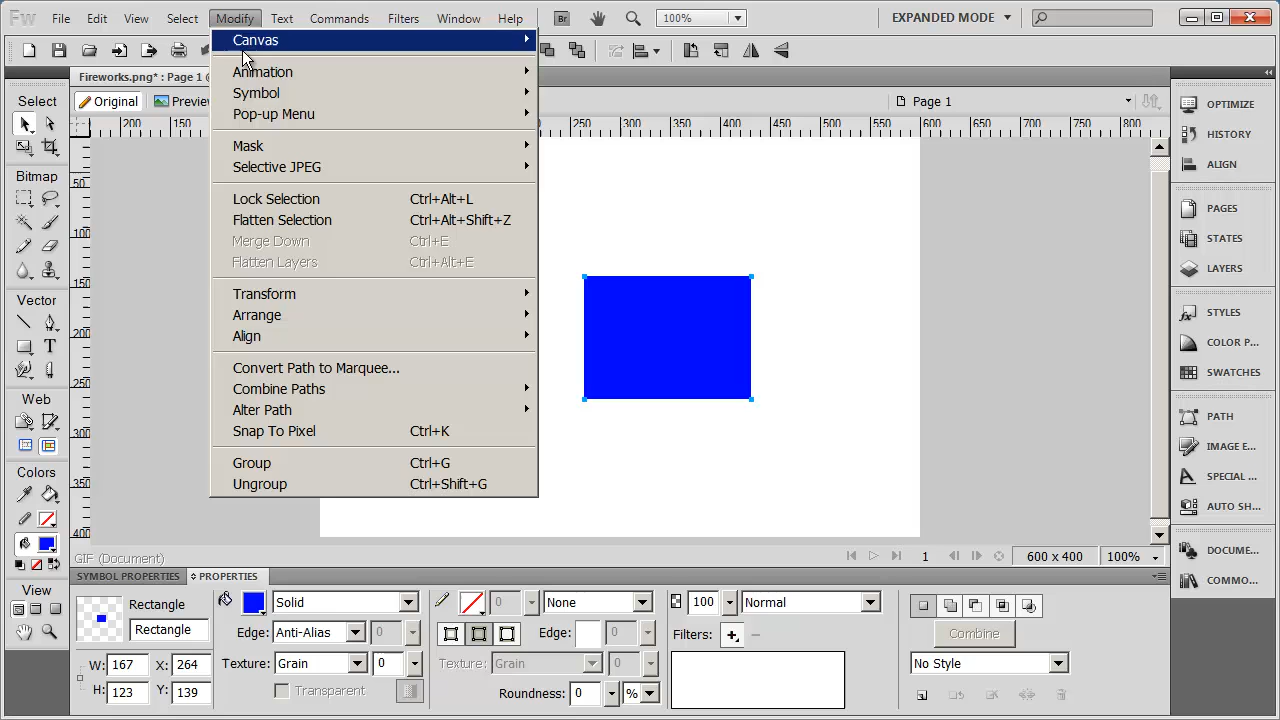 Fw File Edit View Select Modify Text Commands Filters Window Help Br 100% EXPANDED MODE
Fireworks.png* : Page 1 @
Original
Preview
Page 1
Canvas
Animation
Symbol
Pop-up Menu
Mask
Selective JPEG
Lock Selection Ctrl+Alt+L
Flatten Selection Ctrl+Alt+Shift+Z
Merge Down Ctrl+E
Flatten Layers Ctrl+Alt+E
Transform
Arrange
Align
Convert Path to Marquee...
Combine Paths
Alter Path
Snap To Pixel Ctrl+K
Group Ctrl+G
Ungroup Ctrl+Shift+G
Select
Bitmap
Vector
Web
Colors
View
200 150 250 300 350 400 450 500 550 600 650 700 750 800
50
100
150
200
250
300
350
400
OPTIMIZE
HISTORY
ALIGN
PAGES
STATES
LAYERS
STYLES
COLOR P...
SWATCHES
PATH
IMAGE E...
SPECIAL ...
AUTO SH...
DOCUME...
COMMO...
GIF (Document) 1 600 x 400 100%
SYMBOL PROPERTIES PROPERTIES
Rectangle Solid 0 None 100 Normal
Rectangle Edge: Anti-Alias 0 Edge: 0 Filters: Combine
W: 167 X: 264 Texture: Grain 0 Texture: Grain 0 No Style
H: 123 Y: 139 Transparent Roundness: 0 %